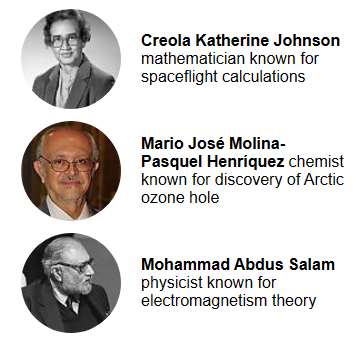 Creola Katherine Johnson
mathematician known for
spaceflight calculations
Mario José Molina-
Pasquel Henríquez chemist
known for discovery of Arctic
ozone hole
Mohammad Abdus Salam
physicist known for
electromagnetism theory